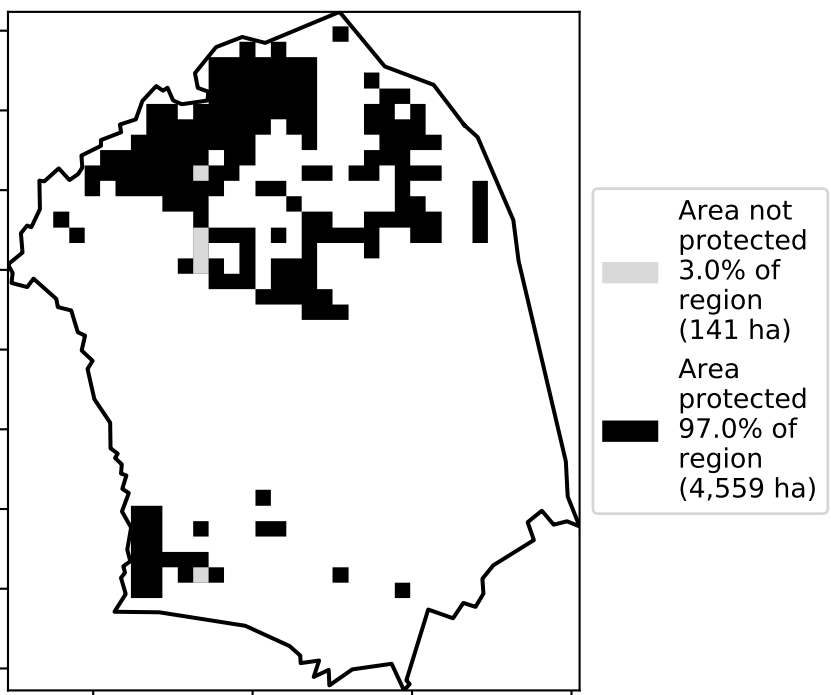 Area not
protected
3.0% of
region
(141 ha)
Area
protected
97.0% of
region
(4,559 ha)